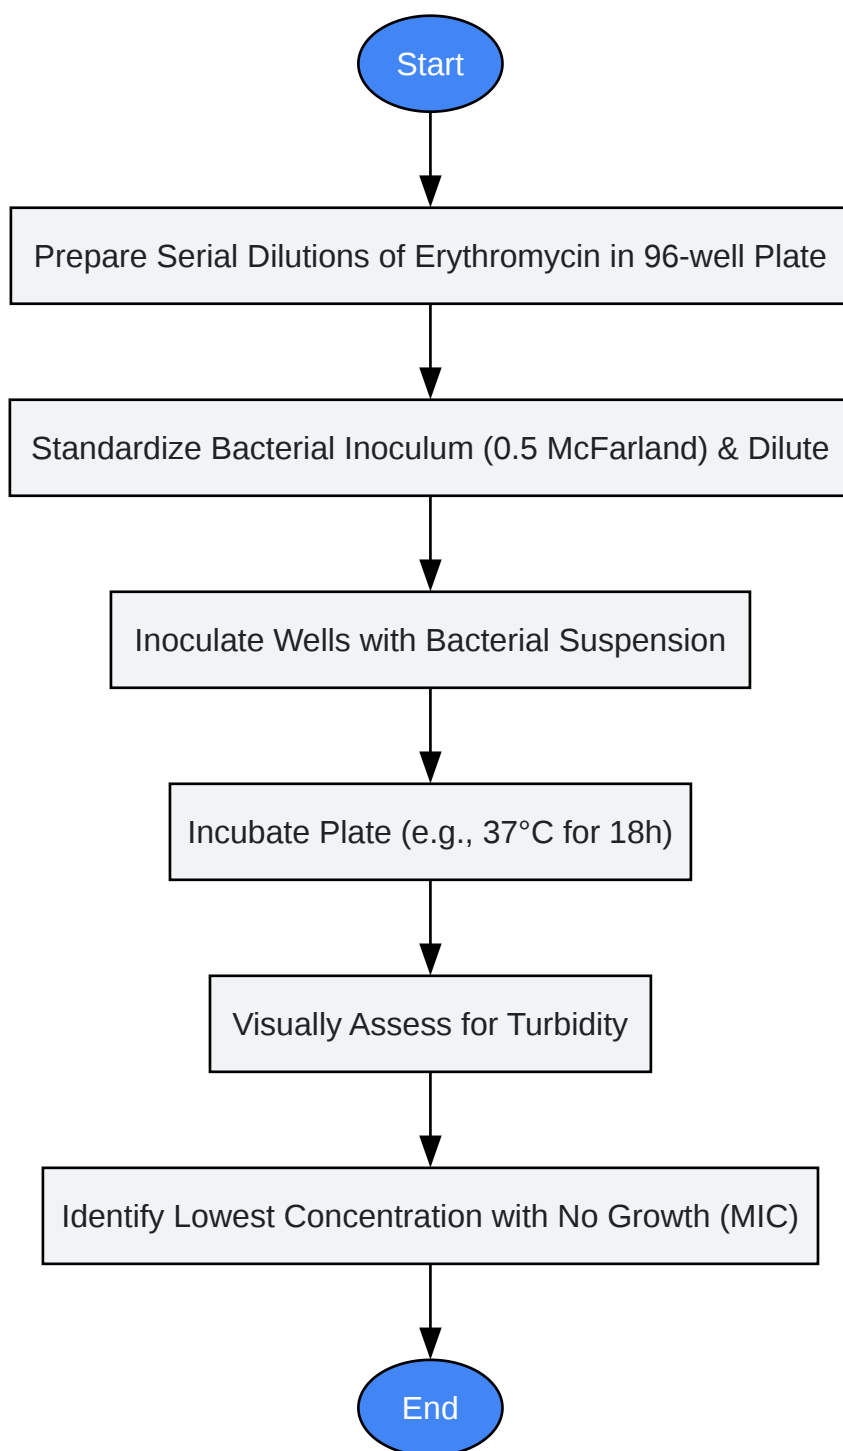 Start
Prepare Serial Dilutions of Erythromycin in 96-well Plate
Standardize Bacterial Inoculum (0.5 McFarland) & Dilute
Inoculate Wells with Bacterial Suspension
Incubate Plate (e.g., 37°C for 18h)
Visually Assess for Turbidity
Identify Lowest Concentration with No Growth (MIC)
End